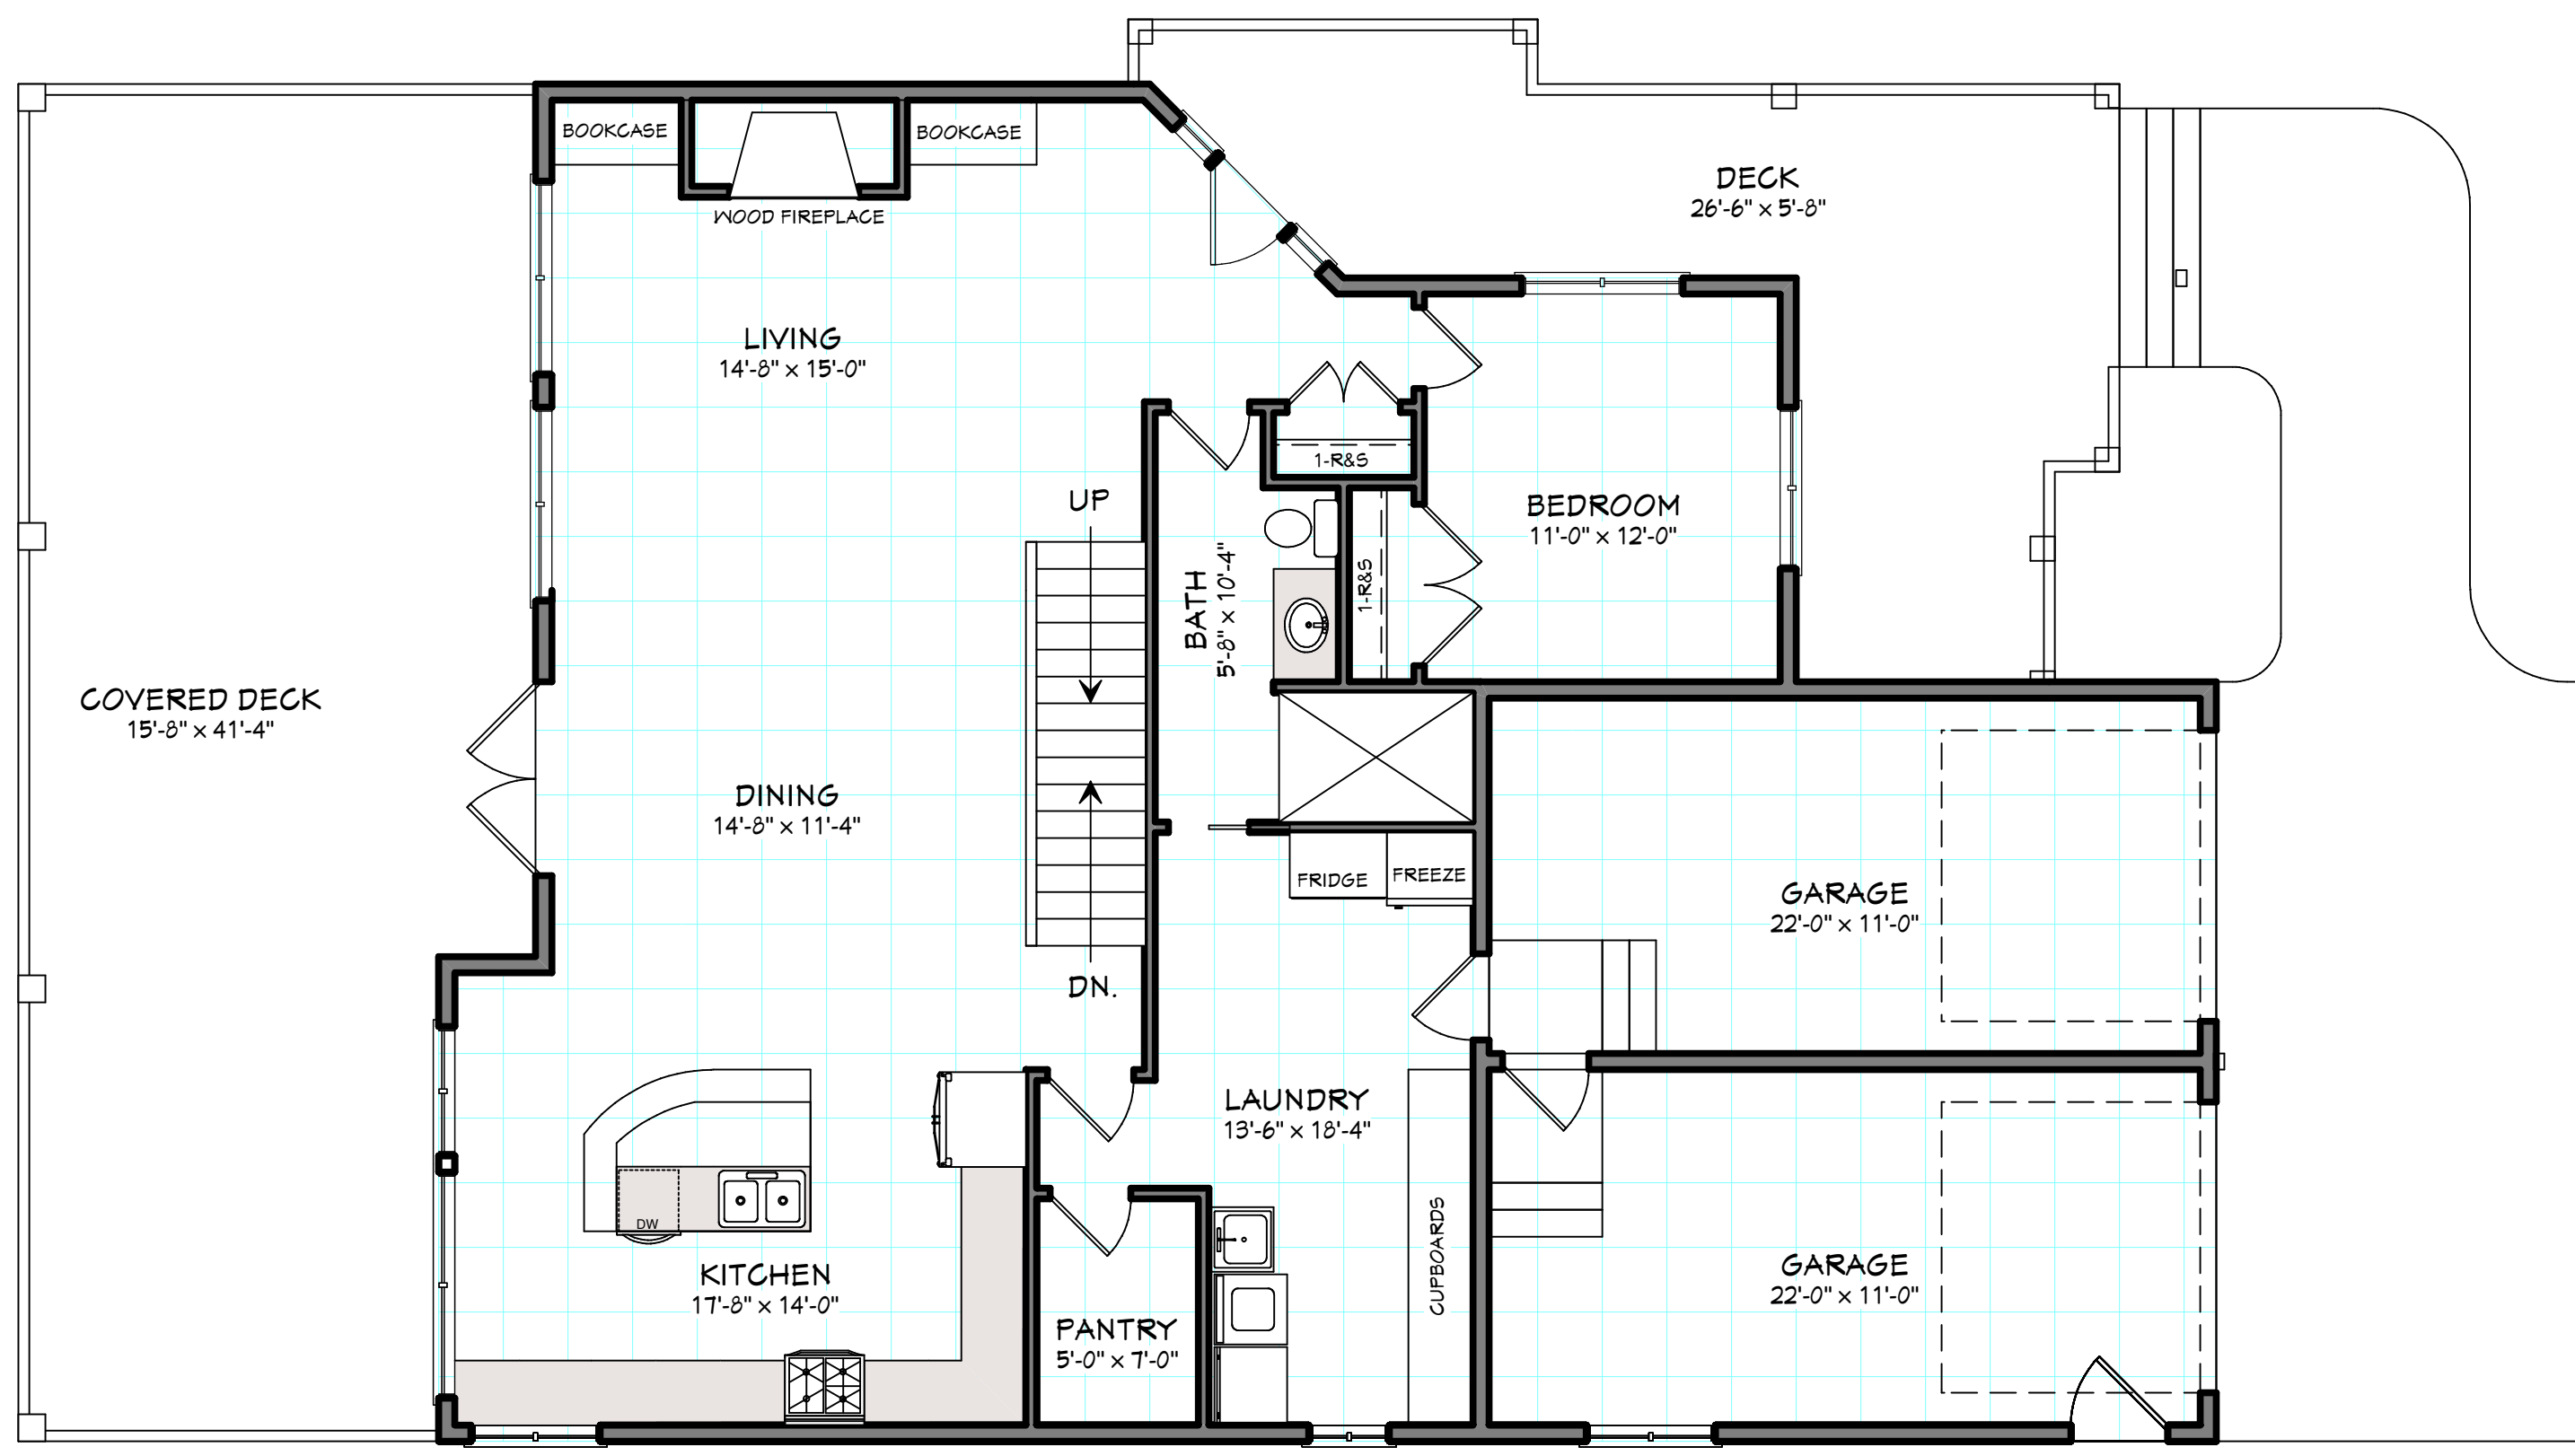 BOOKCASE
BOOKCASE
WOOD FIREPLACE
DECK
26'-6" x 5'-8"
LIVING
14'-8" x 15'-0"
1-R&S
UP
BEDROOM
11'-0" x 12'-0"
BATH
5'-8" x 10'-4"
1-R&S
COVERED DECK
15'-8" x 41'-4"
DINING
14'-8" x 11'-4"
FRIDGE
FREEZE
GARAGE
22'-0" x 11'-0"
DN.
LAUNDRY
13'-6" x 18'-4"
DW
CUPBOARDS
KITCHEN
17'-8" x 14'-0"
GARAGE
22'-0" x 11'-0"
PANTRY
5'-0" x 7'-0"